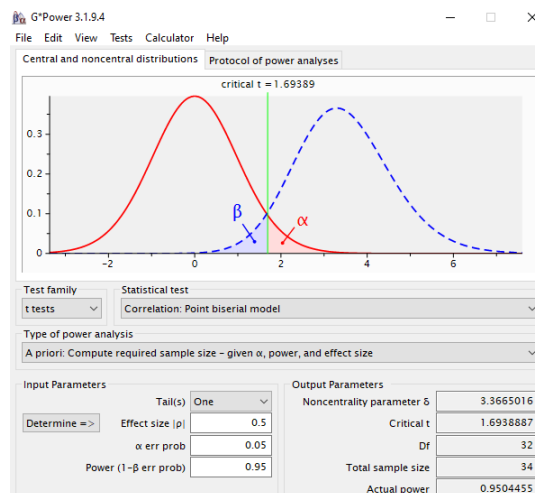 G*Power 3.1.9.4
File Edit View Tests Calculator Help
Central and noncentral distributions Protocol of power analyses
critical t = 1.69389
0.3
0.2
0.1
0
β
α
-2 0 2 4 6
Test family Statistical test
t tests Correlation: Point biserial model
Type of power analysis
A priori: Compute required sample size – given α, power, and effect size
Input Parameters Output Parameters
Tail(s) One Noncentrality parameter δ 3.3665016
Determine => Effect size |ρ| 0.5 Critical t 1.6938887
α err prob 0.05 Df 32
Power (1-β err prob) 0.95 Total sample size 34
Actual power 0.9504455